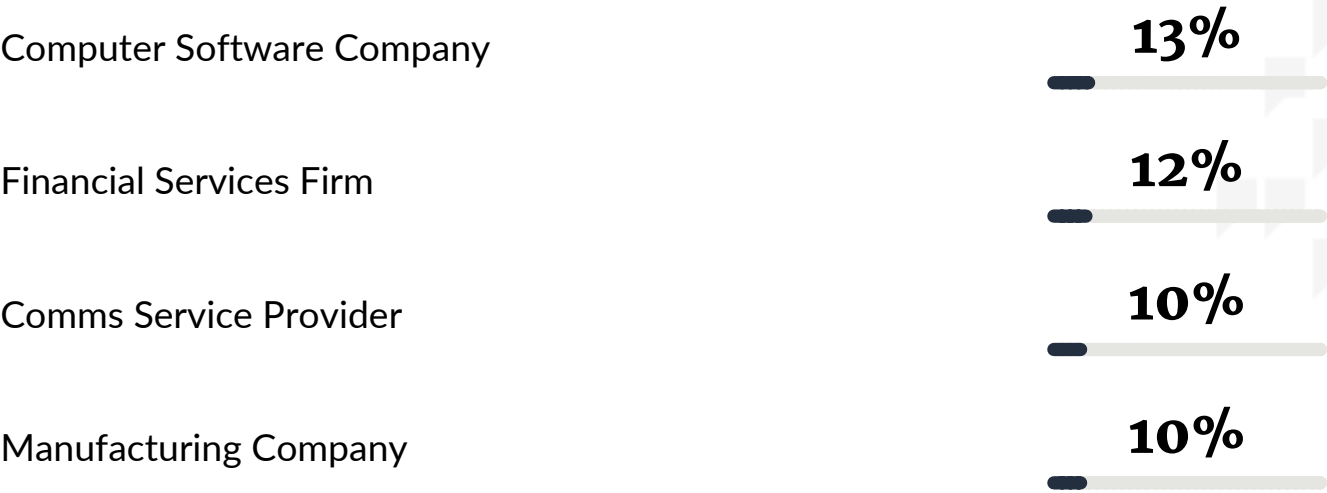 Computer Software Company 13%
Financial Services Firm 12%
Comms Service Provider 10%
Manufacturing Company 10%